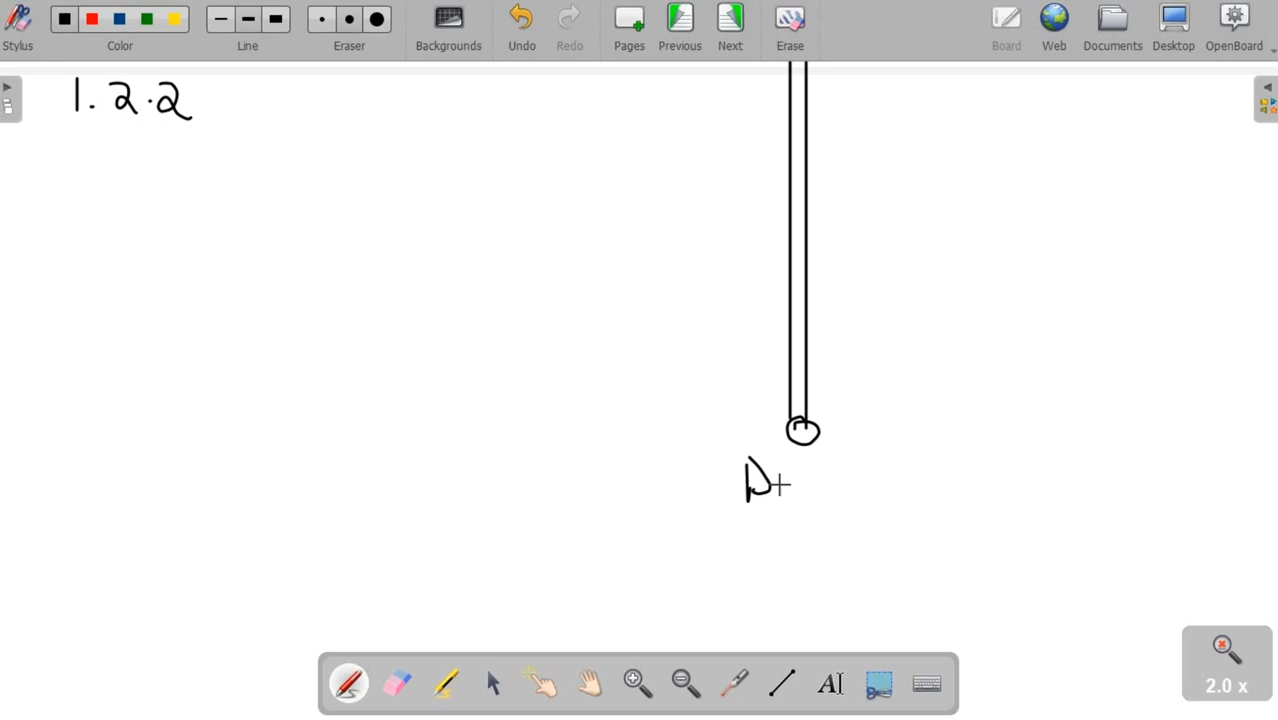 Stylus
Color
Line
Eraser
Backgrounds
Undo
Redo
Pages
Previous
Next
Erase
Board
Web
Documents
Desktop
OpenBoard
1.2.2
D
2.0 x